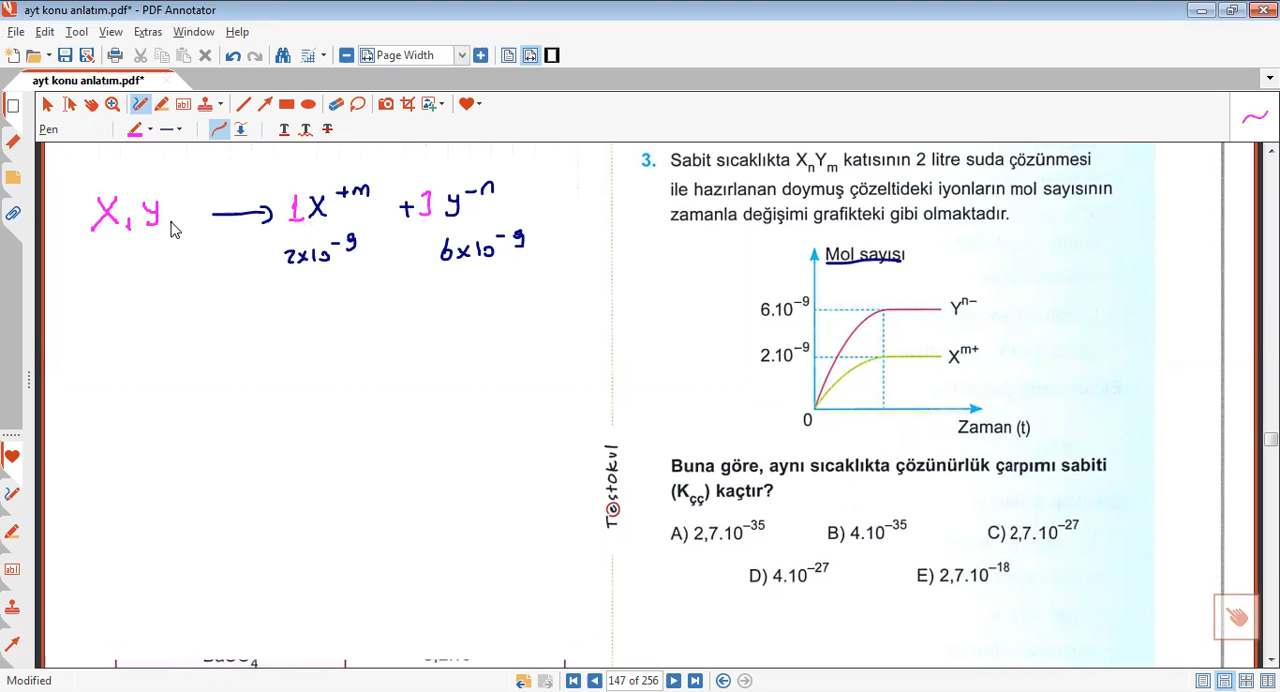 ayt konu anlatım.pdf* - PDF Annotator
File Edit Tool View Extras Window Help
Page Width
ayt konu anlatım.pdf*
Pen
X₁ y → 1 X⁺ᵐ + 3 y⁻ⁿ
2x10⁻⁹ 6x10⁻⁹
3. Sabit sıcaklıkta XₙYₘ katısının 2 litre suda çözünmesi
ile hazırlanan doymuş çözeltideki iyonların mol sayısının
zamanla değişimi grafikteki gibi olmaktadır.
Mol sayısı
6.10⁻⁹ Yⁿ⁻
2.10⁻⁹ Xᵐ⁺
0
Zaman (t)
Buna göre, aynı sıcaklıkta çözünürlük çarpımı sabiti
(Kçç) kaçtır?
A) 2,7.10⁻³⁵ B) 4.10⁻³⁵ C) 2,7.10⁻²⁷
D) 4.10⁻²⁷ E) 2,7.10⁻¹⁸
Testokul
Modified 147 of 256